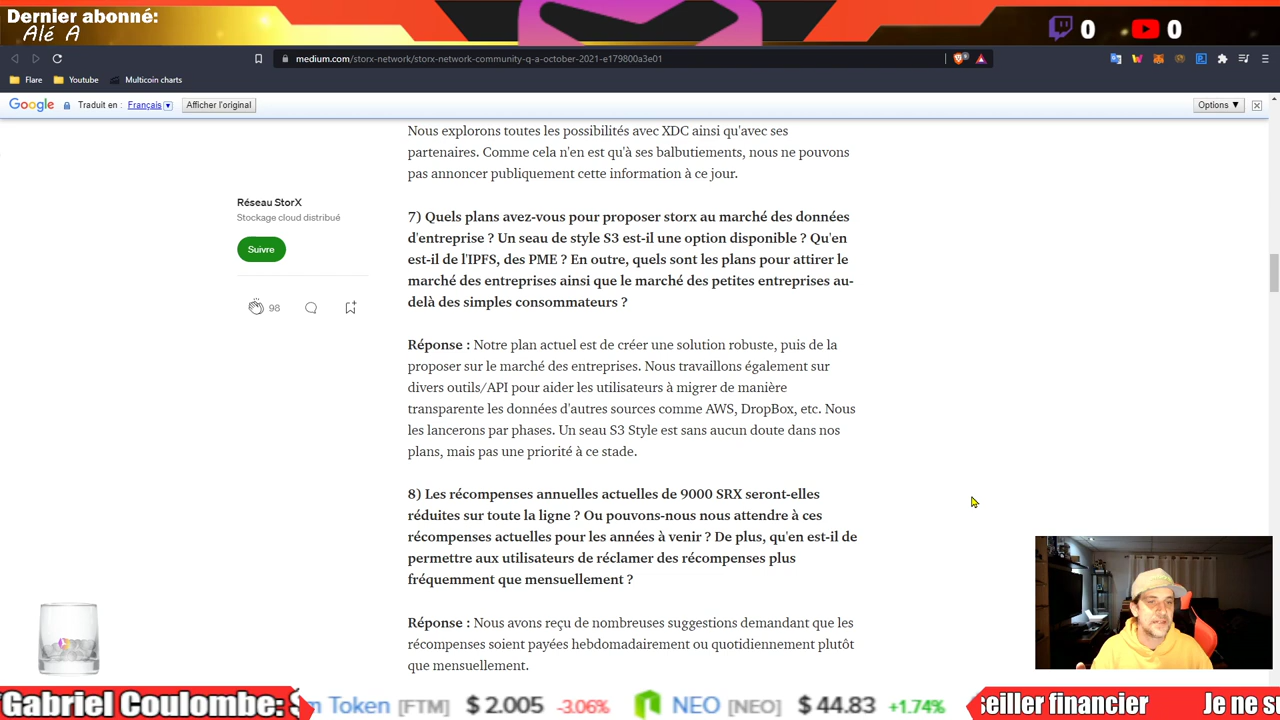 Dernier abonné:
Alé A
0
0
medium.com/storx-network/storx-network-community-q-a-october-2021-e179800a3e01
Flare
Youtube
Multicoin charts
Google
Traduit en :
Français
Afficher l'original
Options ▼
Nous explorons toutes les possibilités avec XDC ainsi qu'avec ses
partenaires. Comme cela n'en est qu'à ses balbutiements, nous ne pouvons
pas annoncer publiquement cette information à ce jour.
Réseau StorX
Stockage cloud distribué
Suivre
98
7) Quels plans avez-vous pour proposer storx au marché des données
d'entreprise ? Un seau de style S3 est-il une option disponible ? Qu'en
est-il de l'IPFS, des PME ? En outre, quels sont les plans pour attirer le
marché des entreprises ainsi que le marché des petites entreprises au-
delà des simples consommateurs ?
Réponse : Notre plan actuel est de créer une solution robuste, puis de la
proposer sur le marché des entreprises. Nous travaillons également sur
divers outils/API pour aider les utilisateurs à migrer de manière
transparente les données d'autres sources comme AWS, DropBox, etc. Nous
les lancerons par phases. Un seau S3 Style est sans aucun doute dans nos
plans, mais pas une priorité à ce stade.
8) Les récompenses annuelles actuelles de 9000 SRX seront-elles
réduites sur toute la ligne ? Ou pouvons-nous nous attendre à ces
récompenses actuelles pour les années à venir ? De plus, qu'en est-il de
permettre aux utilisateurs de réclamer des récompenses plus
fréquemment que mensuellement ?
Réponse : Nous avons reçu de nombreuses suggestions demandant que les
récompenses soient payées hebdomadairement ou quotidiennement plutôt
que mensuellement.
Gabriel Coulombe:
Token [FTM] $ 2.005 -3.06% NEO [NEO] $ 44.83 +1.74%
seiller financier Je ne